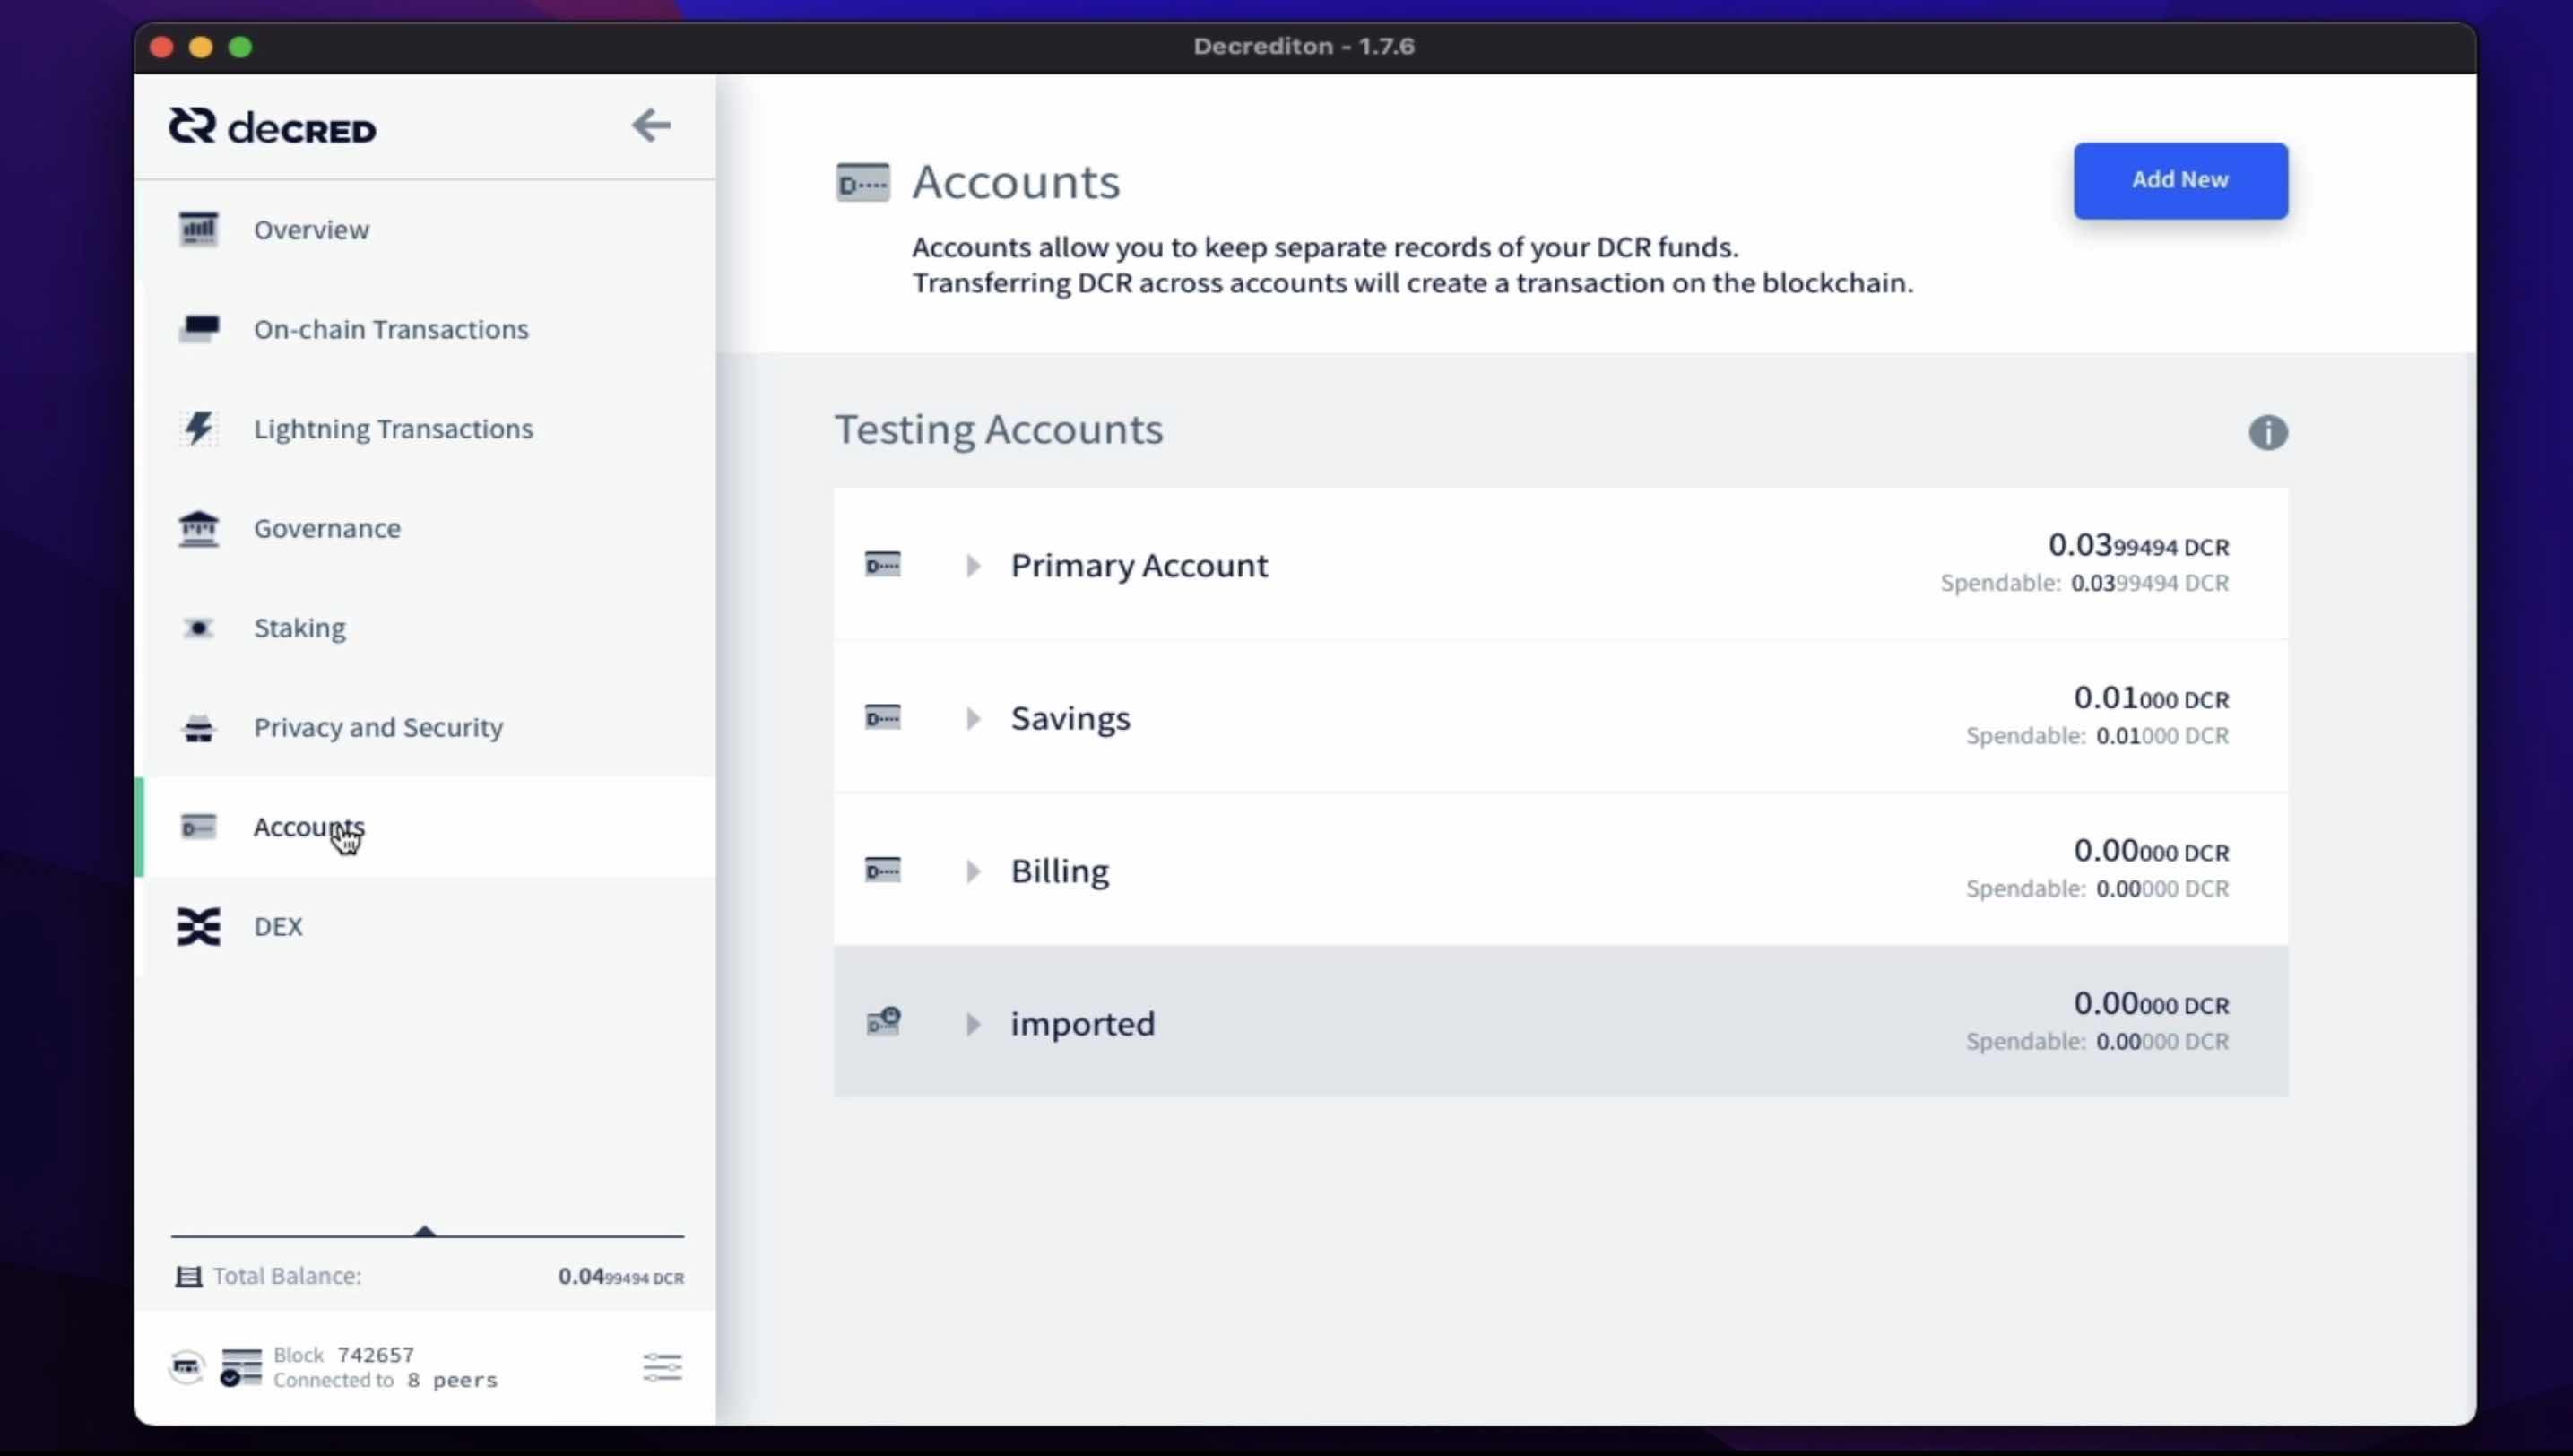 Decrediton - 1.7.6
decred
Overview
On-chain Transactions
Lightning Transactions
Governance
Staking
Privacy and Security
Accounts
DEX
Total Balance: 0.0499494 DCR
Block 742657
Connected to 8 peers
Accounts
Add New
Accounts allow you to keep separate records of your DCR funds.
Transferring DCR across accounts will create a transaction on the blockchain.
Testing Accounts
Primary Account
0.0399494 DCR
Spendable: 0.0399494 DCR
Savings
0.01000 DCR
Spendable: 0.01000 DCR
Billing
0.00000 DCR
Spendable: 0.00000 DCR
imported
0.00000 DCR
Spendable: 0.00000 DCR